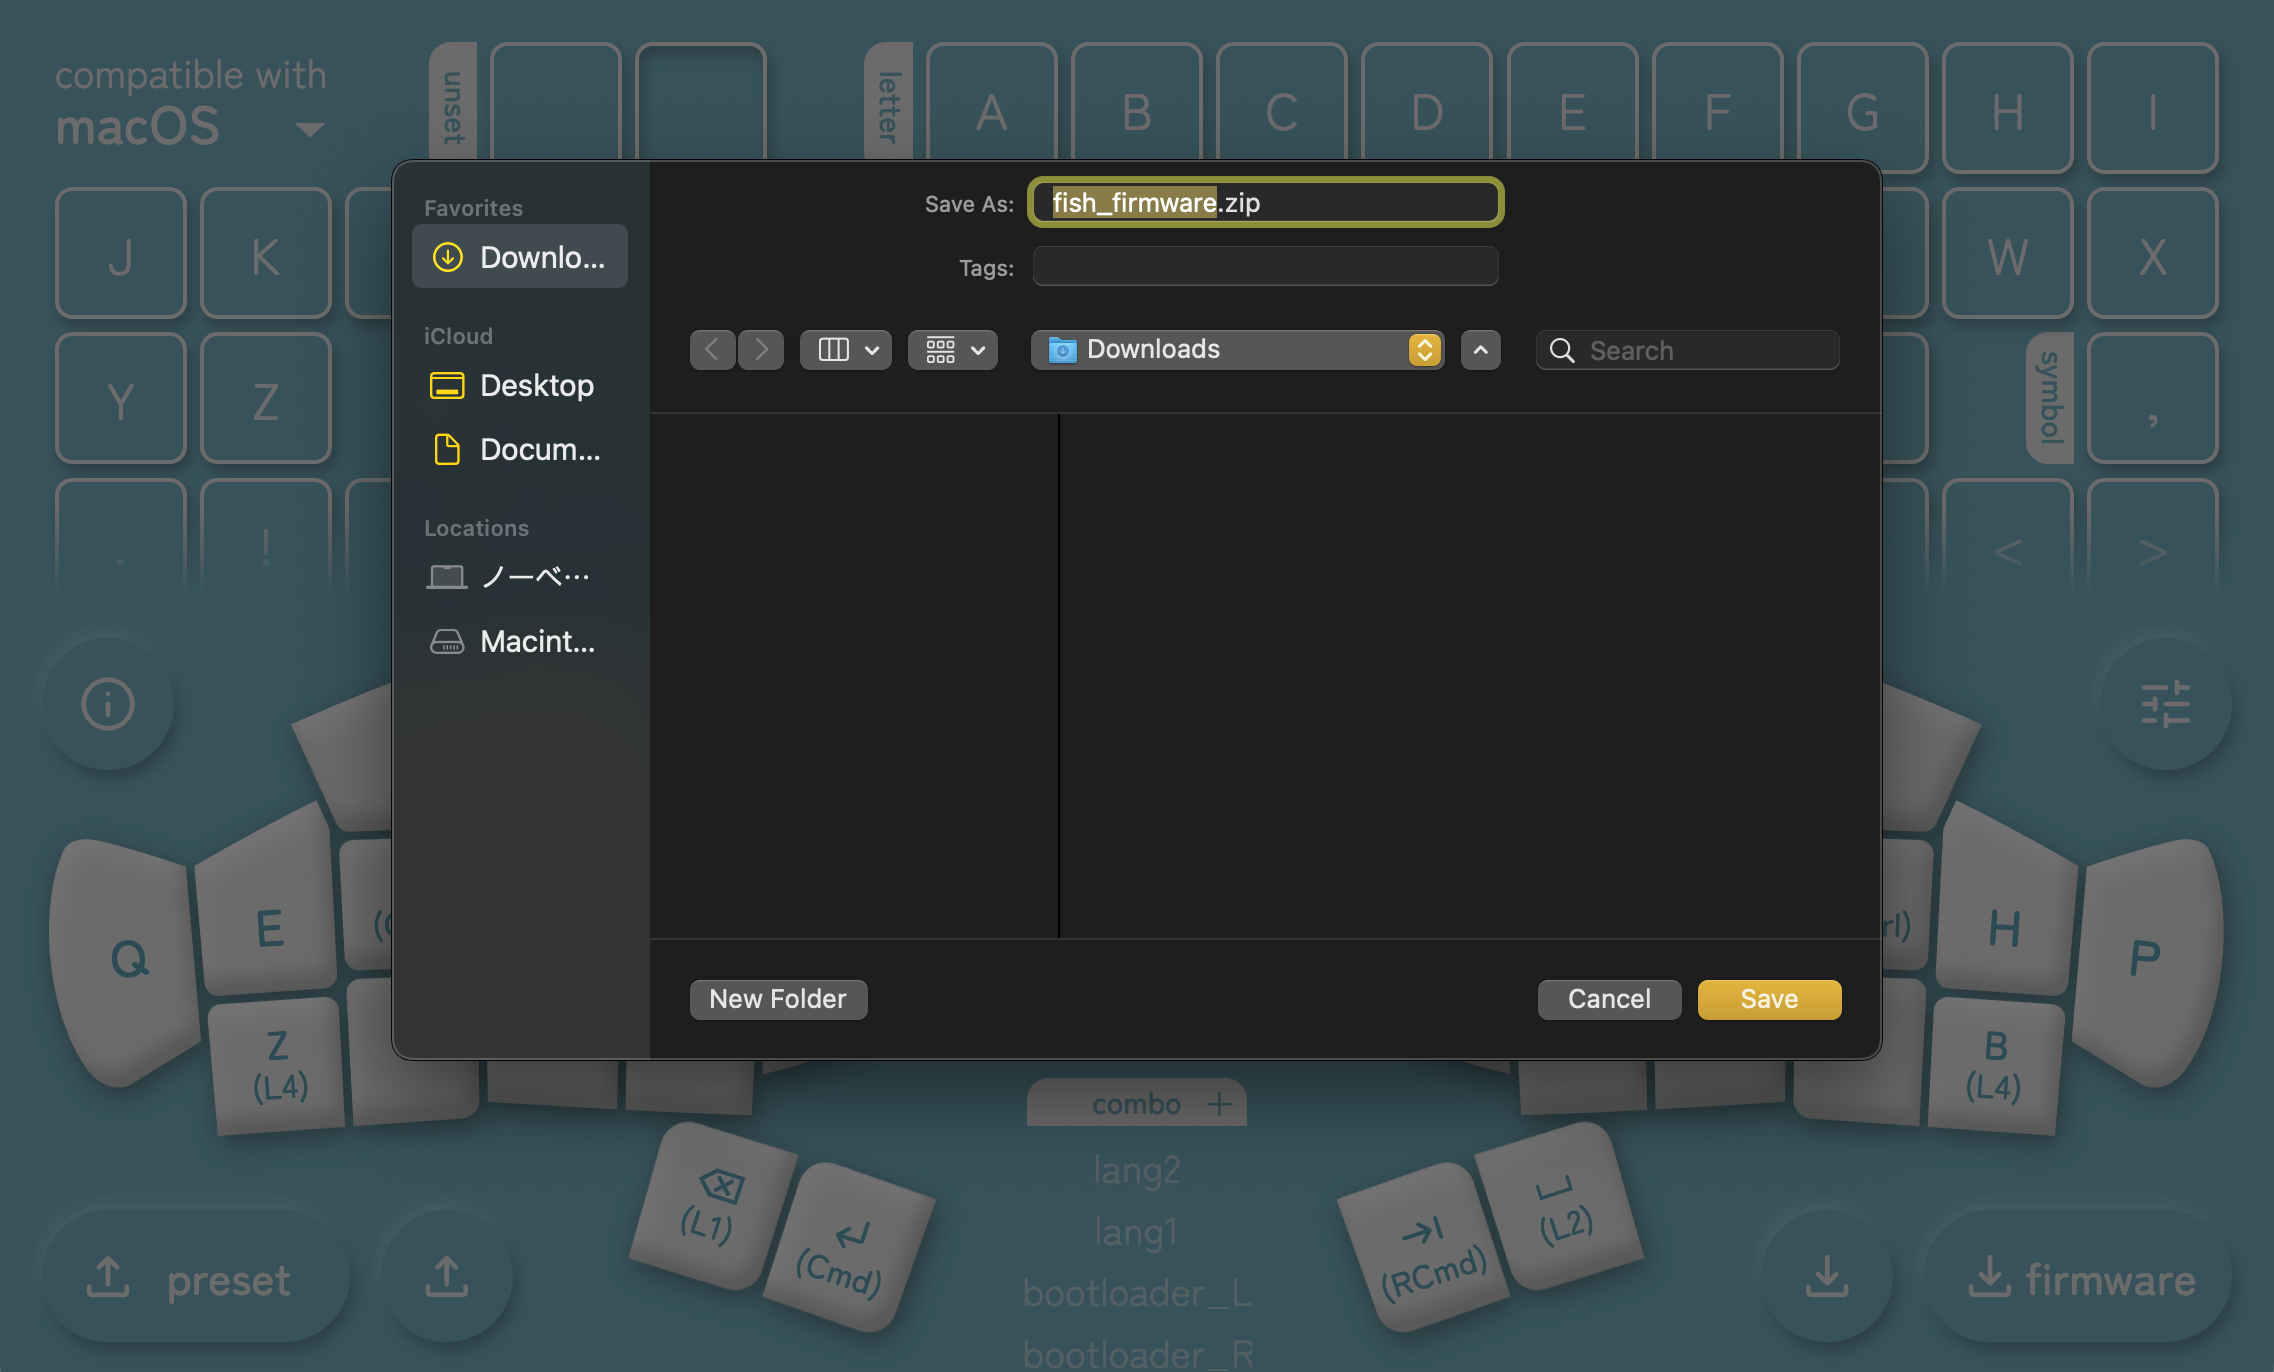 compatible with
macOS
unset
letter
A
B
C
D
E
F
G
H
I
J
K
W
X
Y
Z
symbol
,
.
!
<
>
Save As:
fish_firmware.zip
Tags:
Favorites
Downlo...
iCloud
Desktop
Docum...
Locations
ノーベ…
Macint...
Downloads
Search
New Folder
Cancel
Save
Q
E
Z
(L4)
rl)
H
P
B
(L4)
(L1)
(Cmd)
(RCmd)
(L2)
combo +
lang2
lang1
bootloader_L
bootloader_R
preset
firmware